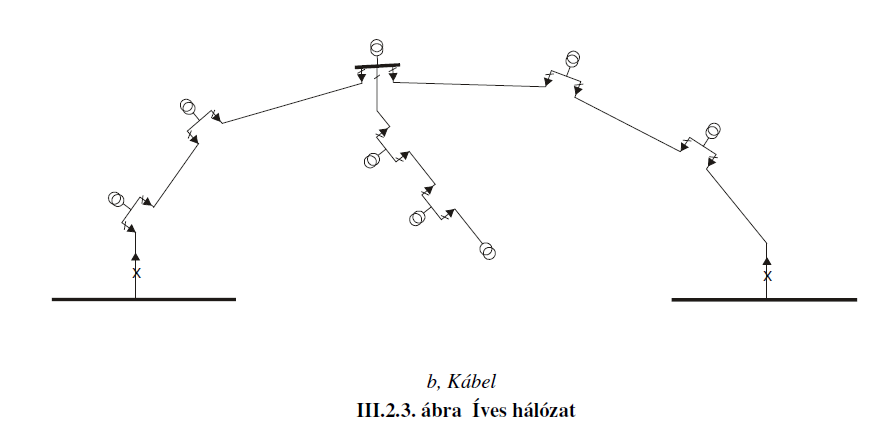 X
X
b, Kábel
III.2.3. ábra Íves hálózat